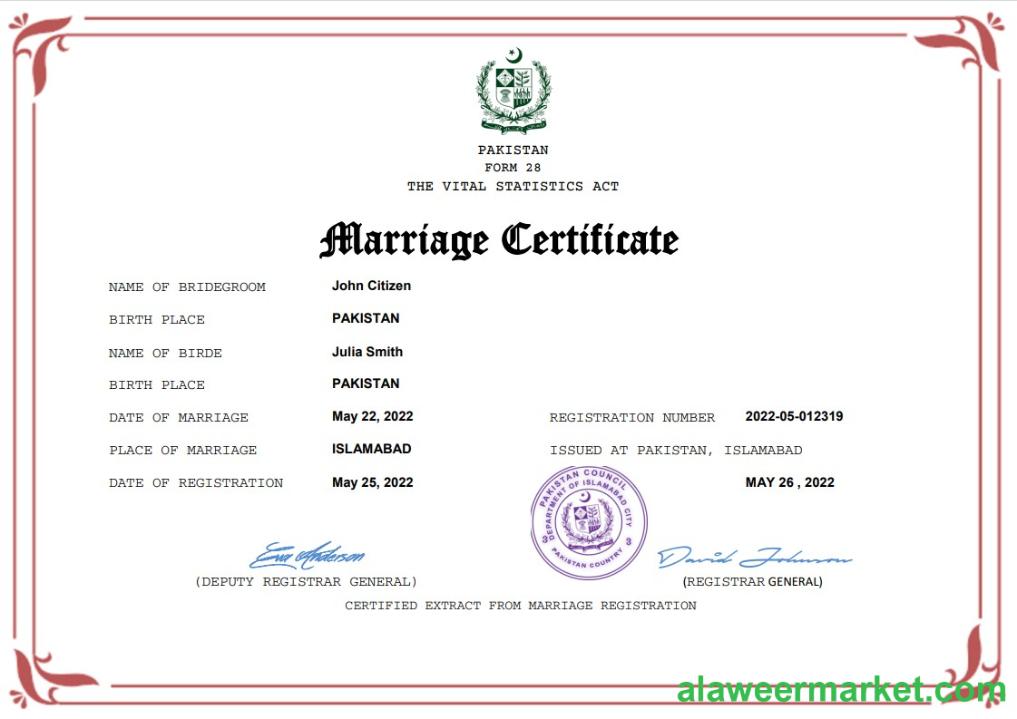 PAKISTAN
FORM 28
THE VITAL STATISTICS ACT
Marriage Certificate
NAME OF BRIDEGROOM John Citizen
BIRTH PLACE PAKISTAN
NAME OF BIRDE Julia Smith
BIRTH PLACE PAKISTAN
DATE OF MARRIAGE May 22, 2022 REGISTRATION NUMBER 2022-05-012319
PLACE OF MARRIAGE ISLAMABAD ISSUED AT PAKISTAN, ISLAMABAD
DATE OF REGISTRATION May 25, 2022 MAY 26 , 2022
PAKISTAN COUNCIL
DEPARTMENT OF ISLAMABAD CITY
PAKISTAN COUNTRY
Eva Anderson David Johnson
(DEPUTY REGISTRAR GENERAL) (REGISTRAR GENERAL)
CERTIFIED EXTRACT FROM MARRIAGE REGISTRATION
alaweermarket.com